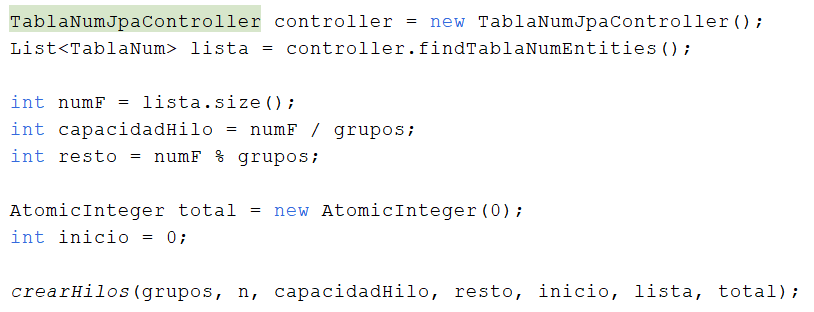 TablaNumJpaController controller = new TablaNumJpaController();
List<TablaNum> lista = controller.findTablaNumEntities();
int numF = lista.size();
int capacidadHilo = numF / grupos;
int resto = numF % grupos;
AtomicInteger total = new AtomicInteger(0);
int inicio = 0;
crearHilos(grupos, n, capacidadHilo, resto, inicio, lista, total);